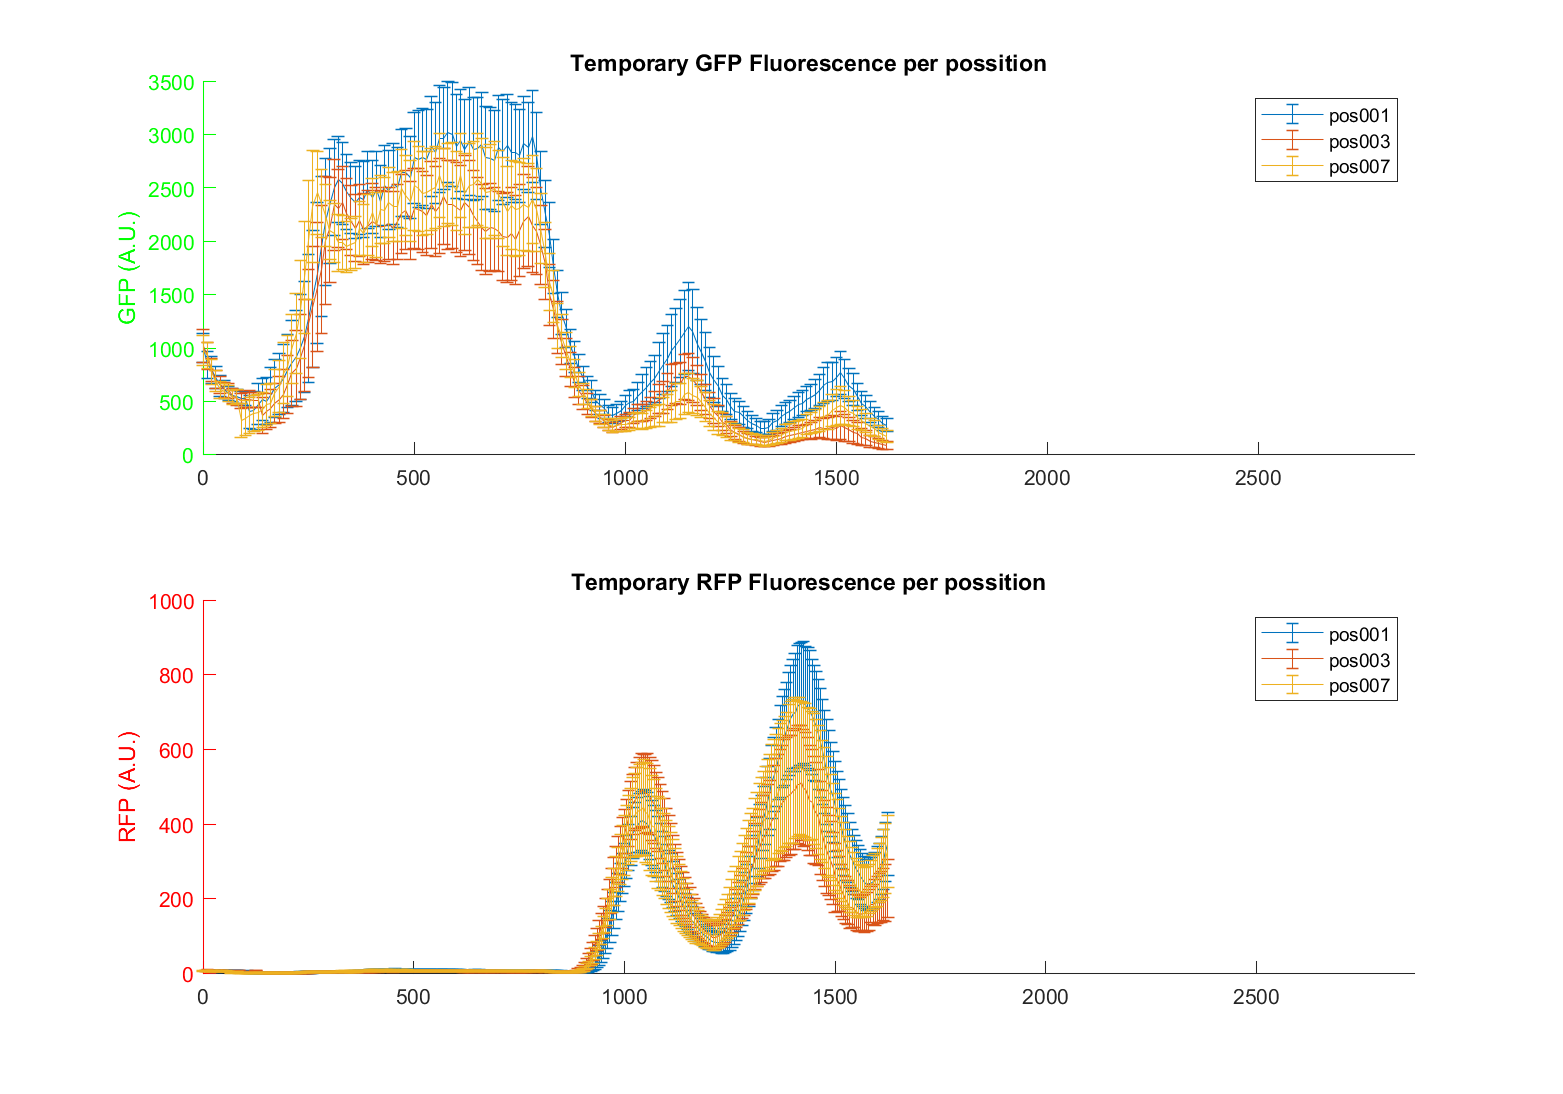 Temporary GFP Fluorescence per possition
3500
3000
2500
2000
1500
1000
500
0
GFP (A.U.)
0 500 1000 1500 2000 2500
pos001
pos003
pos007
Temporary RFP Fluorescence per possition
1000
800
600
400
200
0
RFP (A.U.)
0 500 1000 1500 2000 2500
pos001
pos003
pos007